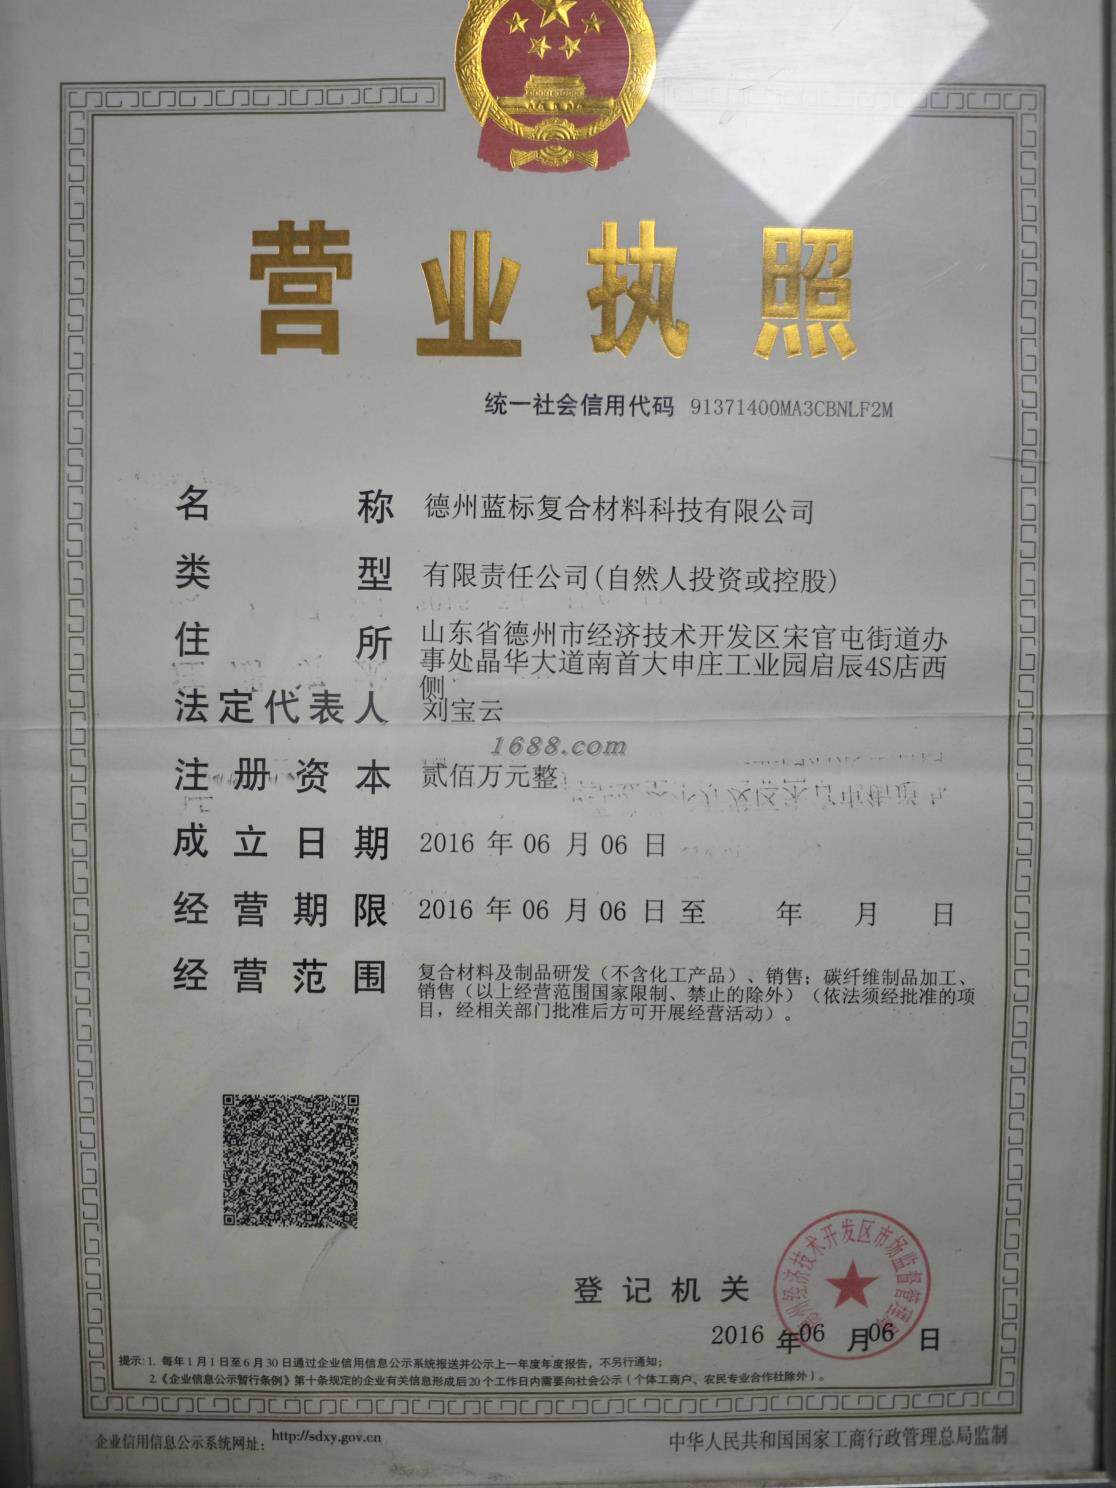 营业执照
统一社会信用代码 91371400MA3CBNLF2M
名称 德州蓝标复合材料科技有限公司
类型 有限责任公司(自然人投资或控股)
住所 山东省德州市经济技术开发区宋官屯街道办
事处晶华大道南首大申庄工业园启辰4S店西
侧
法定代表人 刘宝云
1688.com
注册资本 贰佰万元整
成立日期 2016 年 06 月 06 日
经营期限 2016 年 06 月 06 日 至 年 月 日
经营范围 复合材料及制品研发（不含化工产品）、销售；碳纤维制品加工、
销售（以上经营范围国家限制、禁止的除外）（依法须经批准的项
目，经相关部门批准后方可开展经营活动）。
登记机关
德州经济技术开发区市场监督管理局
2016 年 06 月 06 日
提示：1. 每年1月1日至6月30日通过企业信用信息公示系统报送并公示上一年度年度报告，不另行通知；
2.《企业信息公示暂行条例》第十条规定的企业有关信息形成后20个工作日内需要向社会公示（个体工商户、农民专业合作社除外）。
企业信用信息公示系统网址： http://sdxy.gov.cn
中华人民共和国国家工商行政管理总局监制